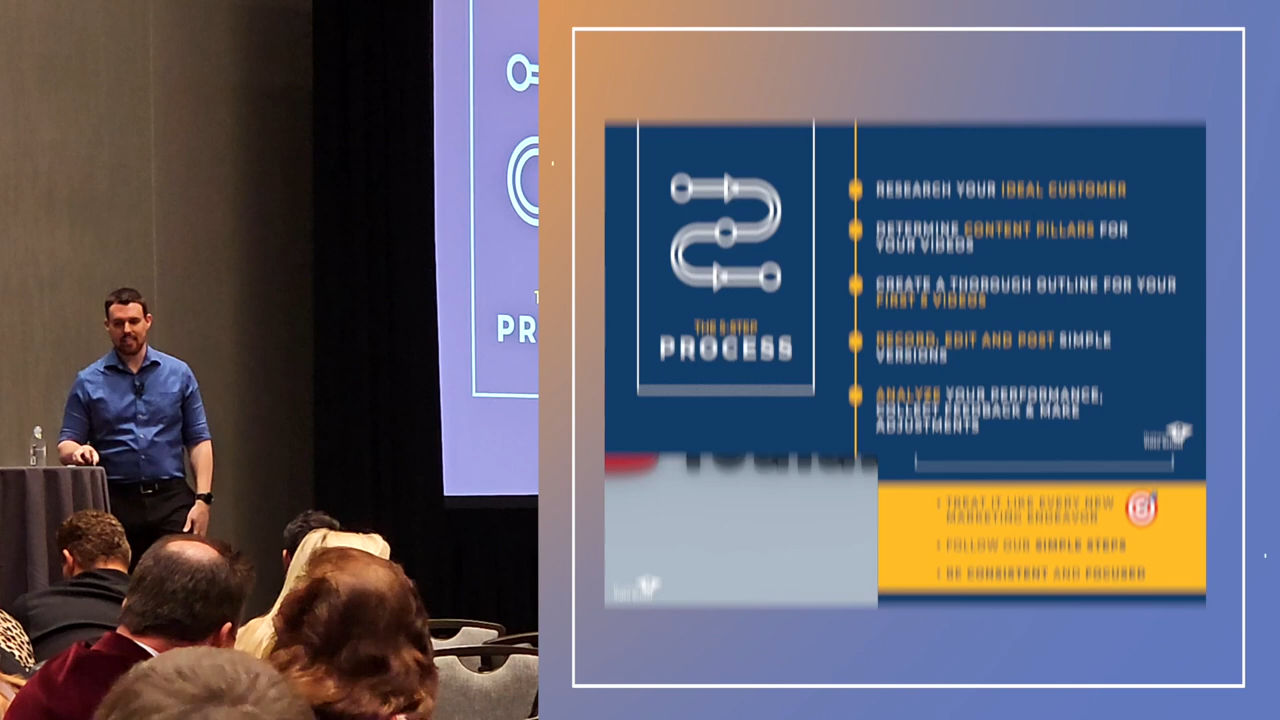 PR
THE 5 STEP
PROCESS
RESEARCH YOUR IDEAL CUSTOMER
DETERMINE CONTENT PILLARS FOR
YOUR VIDEOS
CREATE A THOROUGH OUTLINE FOR YOUR
FIRST 5 VIDEOS
RECORD, EDIT AND POST SIMPLE
VERSIONS
ANALYZE YOUR PERFORMANCE,
COLLECT FEEDBACK & MAKE
ADJUSTMENTS
TREAT IT LIKE EVERY NEW
MARKETING ENDEAVOR
FOLLOW OUR SIMPLE STEPS
BE CONSISTENT AND FOCUSED